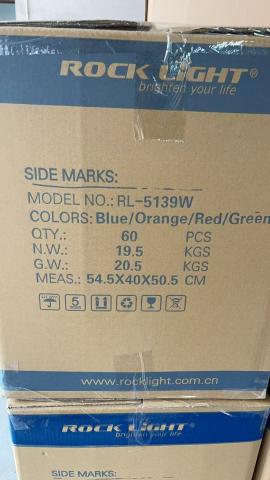 ROCK LIGHT®
brighten your life
SIDE MARKS:
MODEL NO.: RL-5139W
COLORS: Blue/Orange/Red/Green
QTY.: 60 PCS
N.W.: 19.5 KGS
G.W.: 20.5 KGS
MEAS.: 54.5X40X50.5 CM
5
www.rocklight.com.cn
ROCK LIGHT®
brighten your life
SIDE MARKS: